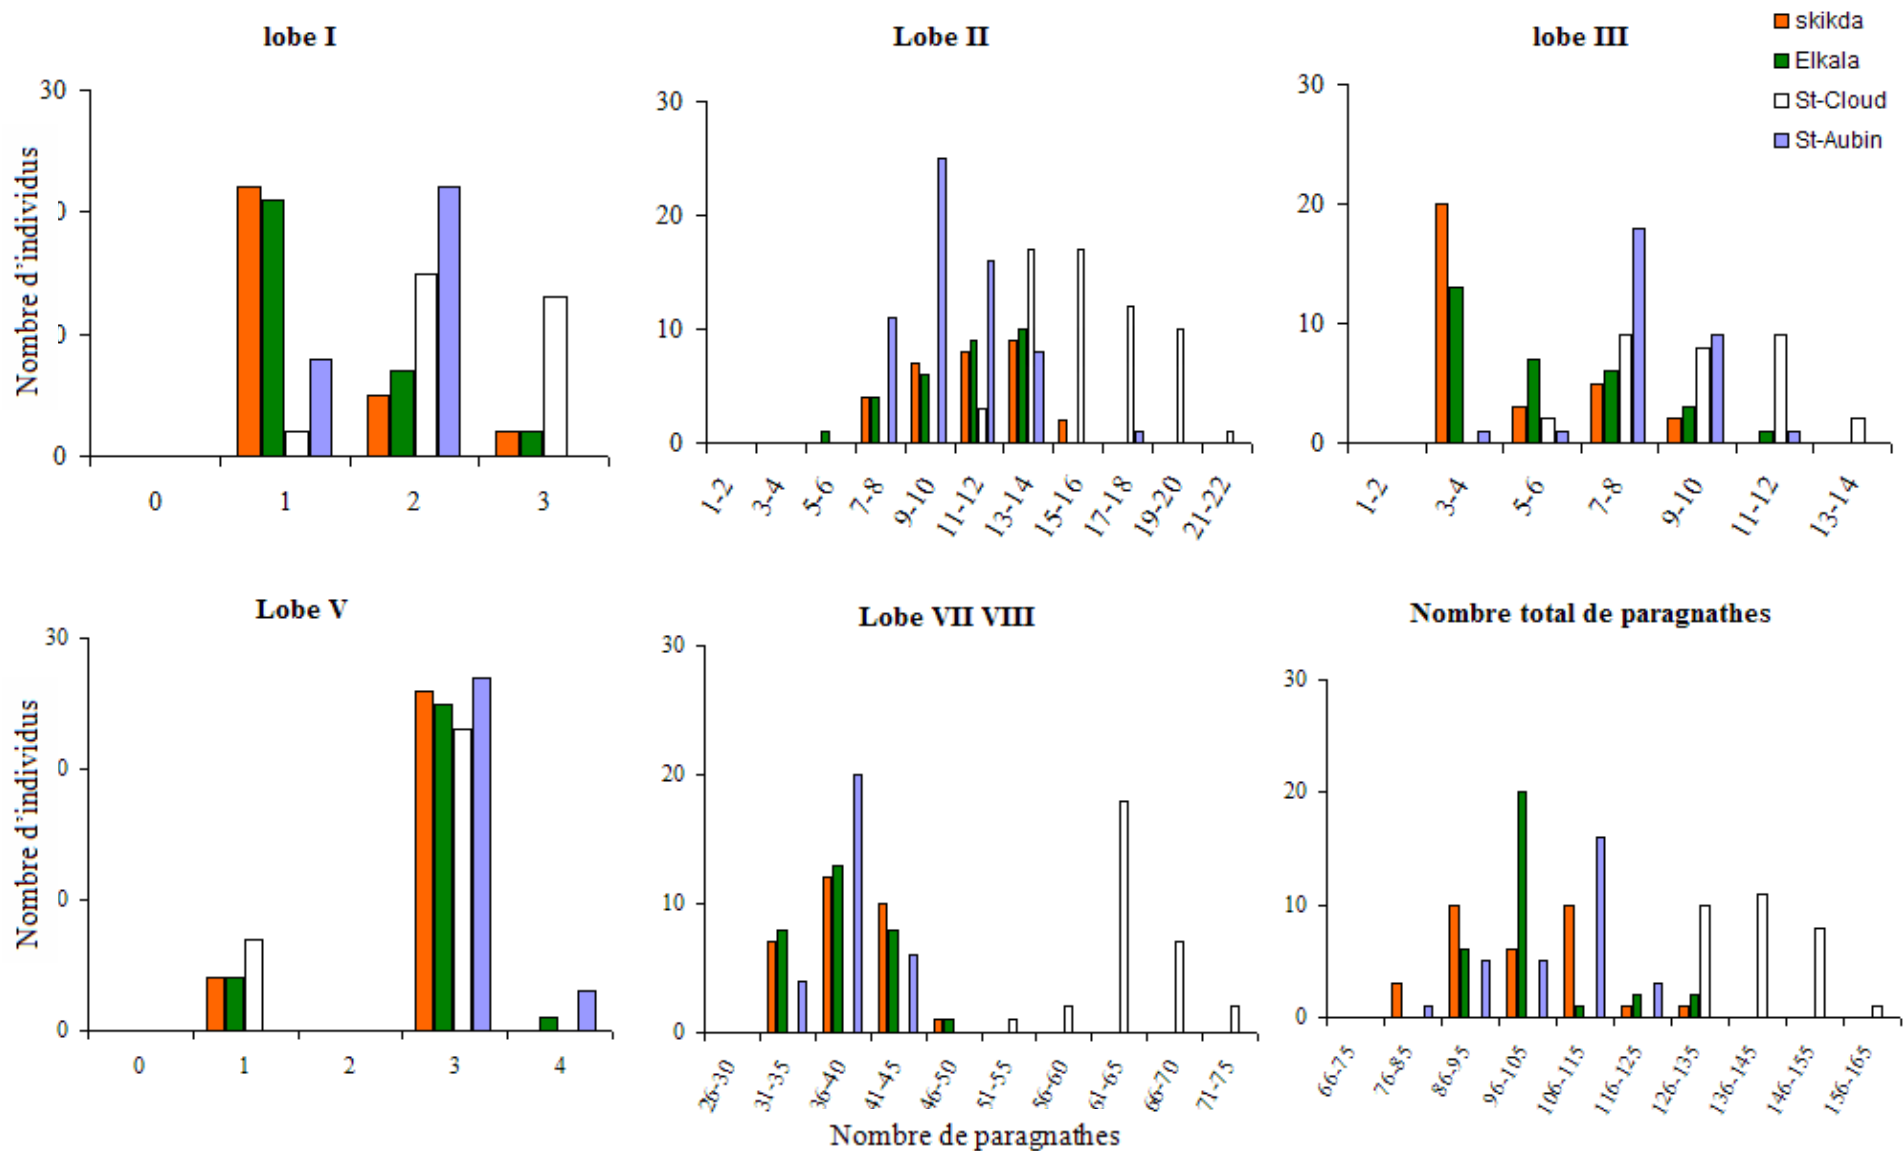 lobe I
Lobe II
lobe III
skikda
Elkala
St-Cloud
St-Aubin
Nombre d'individus
30
0
0 1 2 3
30
20
10
0
1-2 3-4 5-6 7-8 9-10 11-12 13-14 15-16 17-18 19-20 21-22
30
20
10
0
1-2 3-4 5-6 7-8 9-10 11-12 13-14
Lobe V
Lobe VII VIII
Nombre total de paragnathes
Nombre d'individus
30
0
0
0
0 1 2 3 4
30
20
10
0
26-30 31-35 36-40 41-45 46-50 51-55 56-60 61-65 66-70 71-75
30
20
10
0
66-75 76-85 86-95 96-105 106-115 116-125 126-135 136-145 146-155 156-165
Nombre de paragnathes